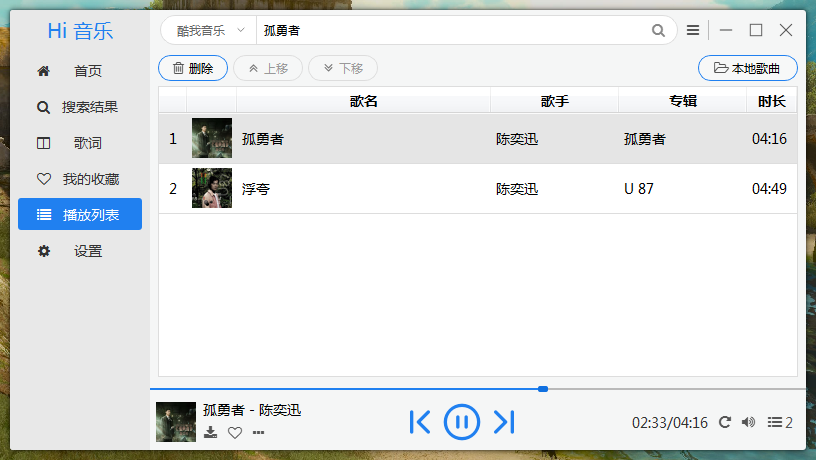 Hi 音乐
首页
搜索结果
歌词
我的收藏
播放列表
设置
酷我音乐 孤勇者
删除 上移 下移 本地歌曲
歌名 歌手 专辑 时长
1 孤勇者 陈奕迅 孤勇者 04:16
2 浮夸 陈奕迅 U 87 04:49
孤勇者 - 陈奕迅
02:33/04:16 2